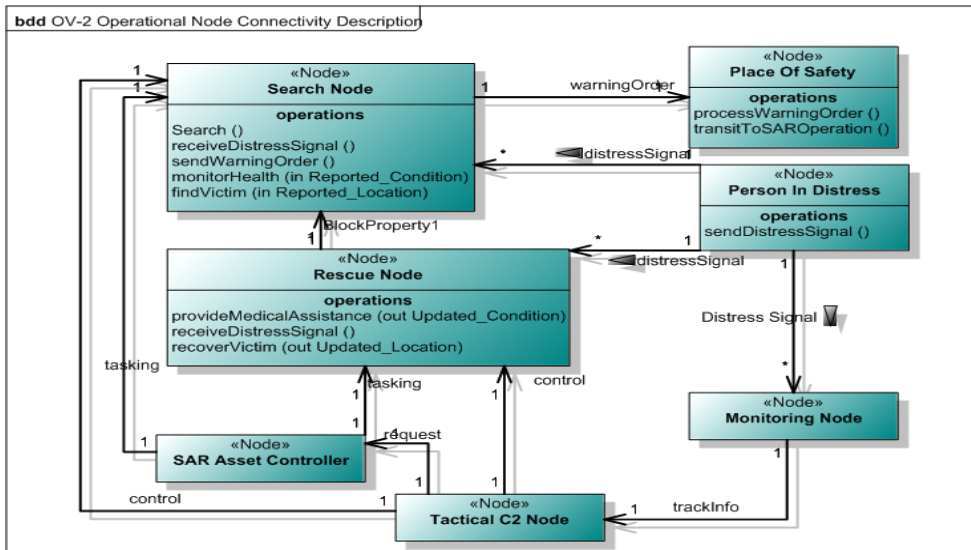 bdd OV-2 Operational Node Connectivity Description
«Node»
Search Node
operations
Search ()
receiveDistressSignal ()
sendWarningOrder ()
monitorHealth (in Reported_Condition)
findVictim (in Reported_Location)
1
1
1
warningOrder
1
«Node»
Place Of Safety
operations
processWarningOrder ()
transitToSAROperation ()
*
distressSignal
1
«Node»
Person In Distress
operations
sendDistressSignal ()
BlockProperty1
1
*
1
distressSignal
1
«Node»
Rescue Node
operations
provideMedicalAssistance (out Updated_Condition)
receiveDistressSignal ()
recoverVictim (out Updated_Location)
Distress Signal
*
tasking
tasking
1
1
control
«Node»
Monitoring Node
1
1
1
request
1
«Node»
SAR Asset Controller
control
1
1
1
«Node»
Tactical C2 Node
1
trackInfo